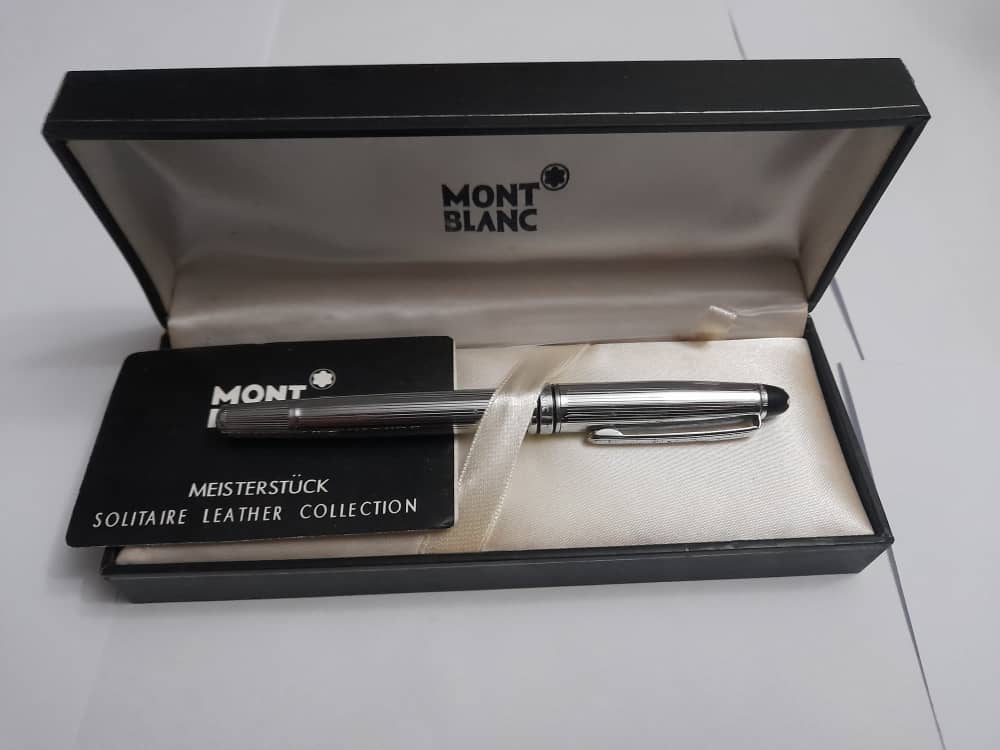 MONT
BLANC
MONT
MEISTERSTÜCK
SOLITAIRE LEATHER COLLECTION